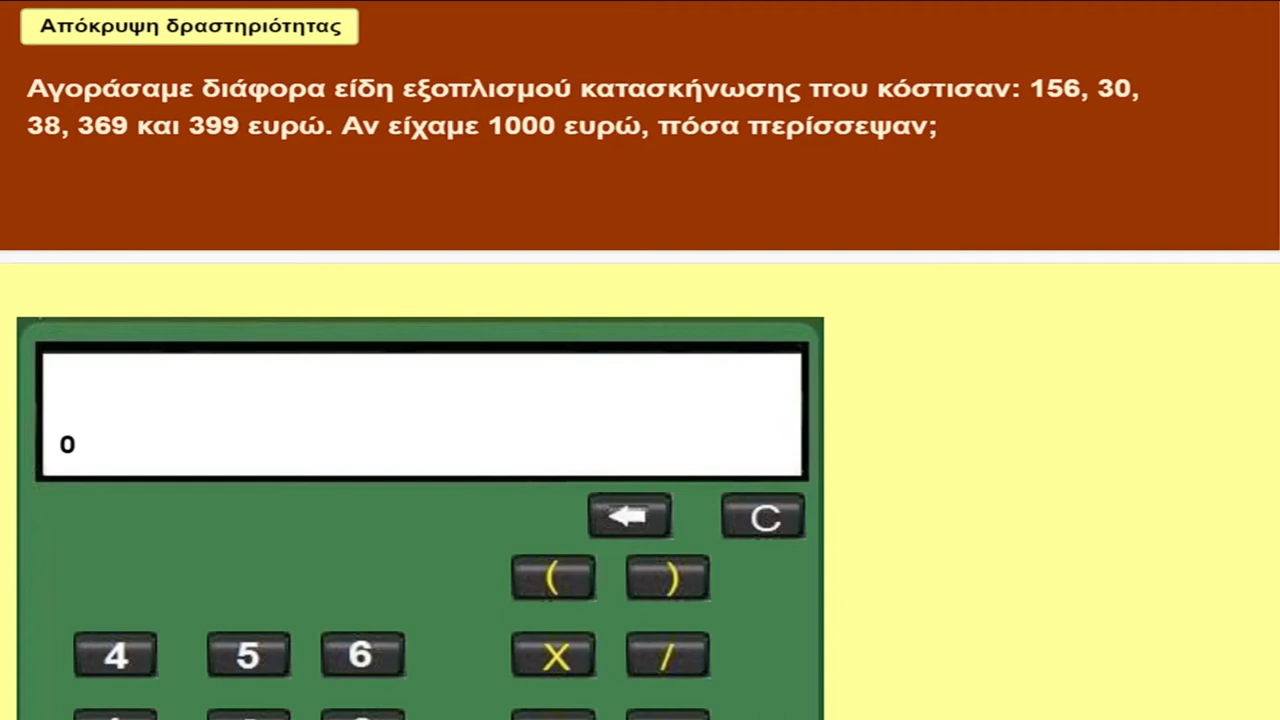 Απόκρυψη δραστηριότητας
Αγοράσαμε διάφορα είδη εξοπλισμού κατασκήνωσης που κόστισαν: 156, 30,
38, 369 και 399 ευρώ. Αν είχαμε 1000 ευρώ, πόσα περίσσεψαν;
0
C
( )
4 5 6 X /